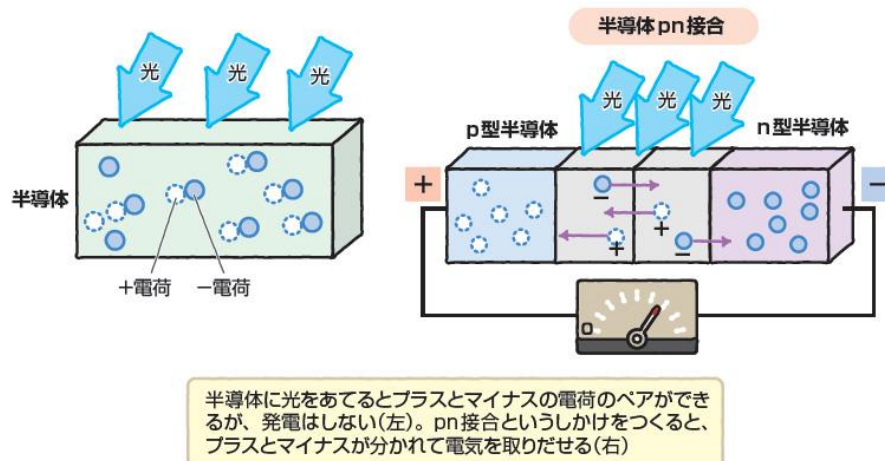 半導体pn接合
光
光
光
光
光
光
p型半導体
n型半導体
半導体
+
−
−
+
+
−
+電荷
−電荷
0
半導体に光をあてるとプラスとマイナスの電荷のペアができ
るが、発電はしない(左)。pn接合というしかけをつくると、
プラスとマイナスが分かれて電気を取りだせる(右)